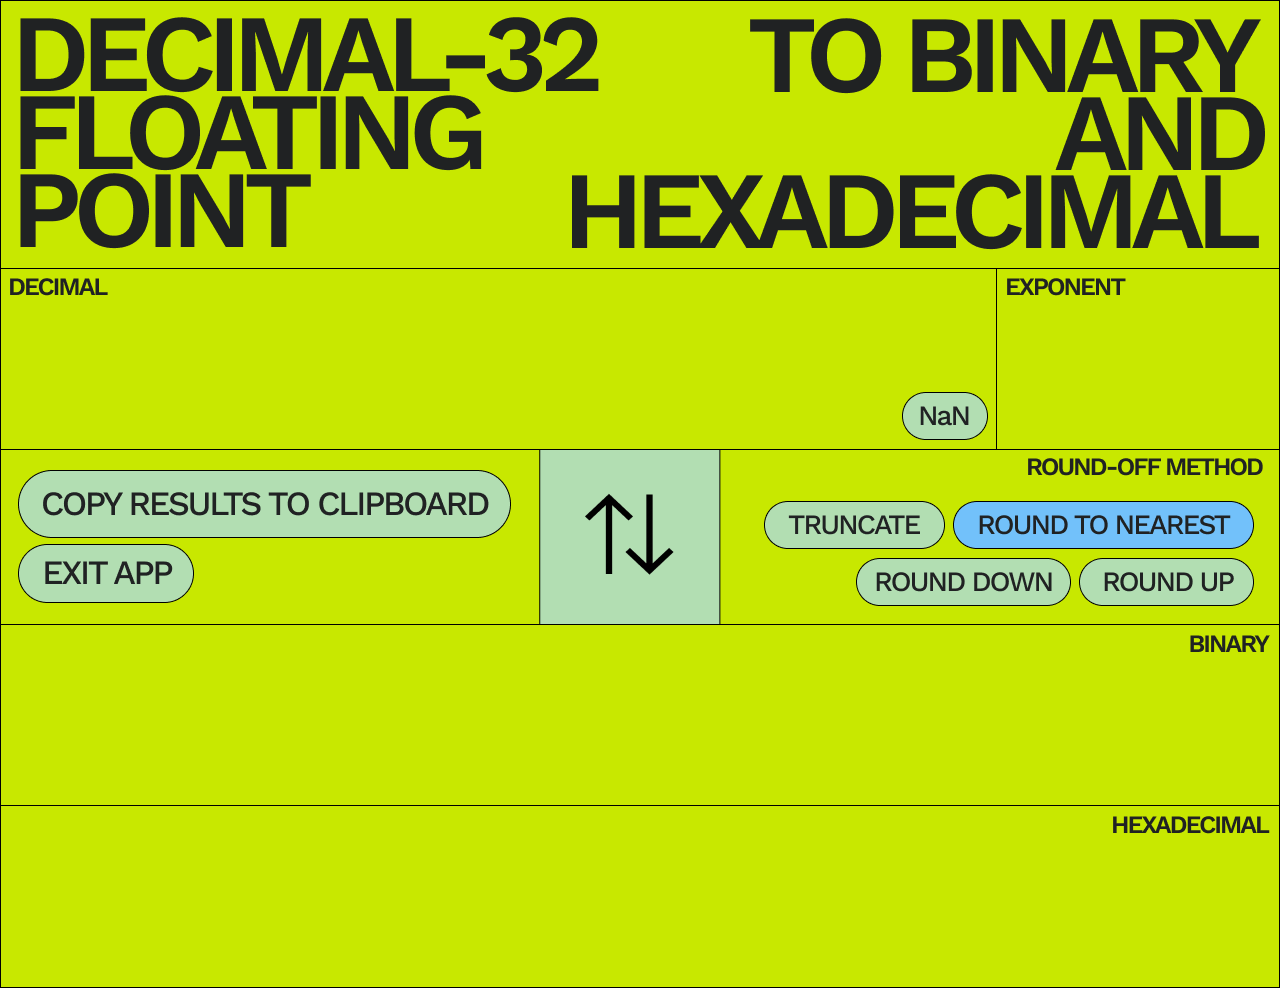 DECIMAL-32
FLOATING
POINT
TO BINARY
AND
HEXADECIMAL
DECIMAL
EXPONENT
NaN
COPY RESULTS TO CLIPBOARD
EXIT APP
ROUND-OFF METHOD
TRUNCATE
ROUND TO NEAREST
ROUND DOWN
ROUND UP
BINARY
HEXADECIMAL